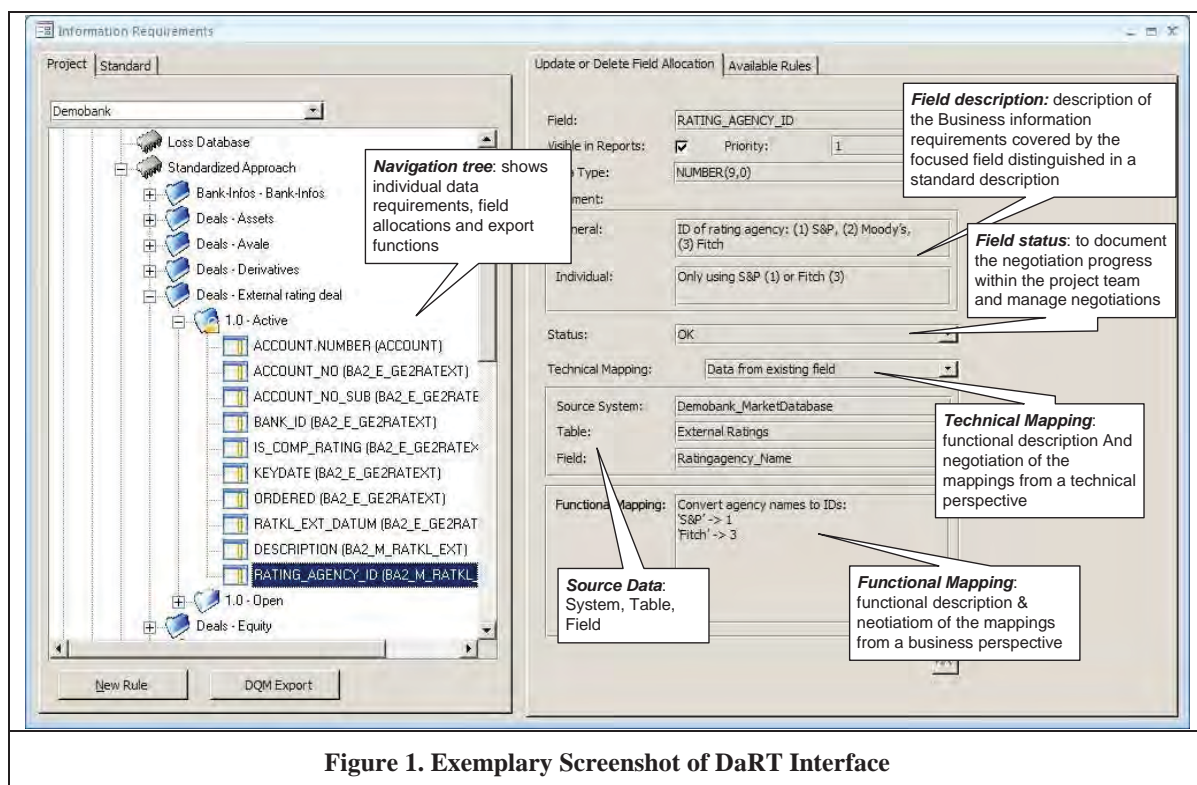 Information Requirements
Project
Standard
Demobank
Loss Database
Standardized Approach
Bank-Infos - Bank-Infos
Deals - Assets
Deals - Avale
Deals - Derivatives
Deals - External rating deal
1.0 - Active
ACCOUNT.NUMBER (ACCOUNT)
ACCOUNT_NO (BA2_E_GE2RATEXT)
ACCOUNT_NO_SUB (BA2_E_GE2RATE
BANK_ID (BA2_E_GE2RATEXT)
IS_COMP_RATING (BA2_E_GE2RATEX
KEYDATE (BA2_E_GE2RATEXT)
ORDERED (BA2_E_GE2RATEXT)
RATKL_EXT_DATUM (BA2_E_GE2RAT
DESCRIPTION (BA2_M_RATKL_EXT)
RATING_AGENCY_ID (BA2_M_RATKL_
1.0 - Open
Deals - Equity
New Rule
DQM Export
Navigation tree: shows
individual data
requirements, field
allocations and export
functions
Update or Delete Field Allocation
Available Rules
Field: RATING_AGENCY_ID
Visible in Reports: Priority: 1
Type: NUMBER(9,0)
ment:
neral: ID of rating agency: (1) S&P, (2) Moody's,
(3) Fitch
Individual: Only using S&P (1) or Fitch (3)
Status: OK
Technical Mapping: Data from existing field
Source System: Demobank_MarketDatabase
Table: External Ratings
Field: Ratingagency_Name
Functional Mapping: Convert agency names to IDs:
'S&P' -> 1
'Fitch' -> 3
Field description: description of
the Business information
requirements covered by the
focused field distinguished in a
standard description
Field status: to document
the negotiation progress
within the project team
and manage negotiations
Technical Mapping:
functional description And
negotiation of the
mappings from a technical
perspective
Source Data:
System, Table,
Field
Functional Mapping:
functional description &
neotiatiom of the mappings
from a business perspective
Figure 1. Exemplary Screenshot of DaRT Interface